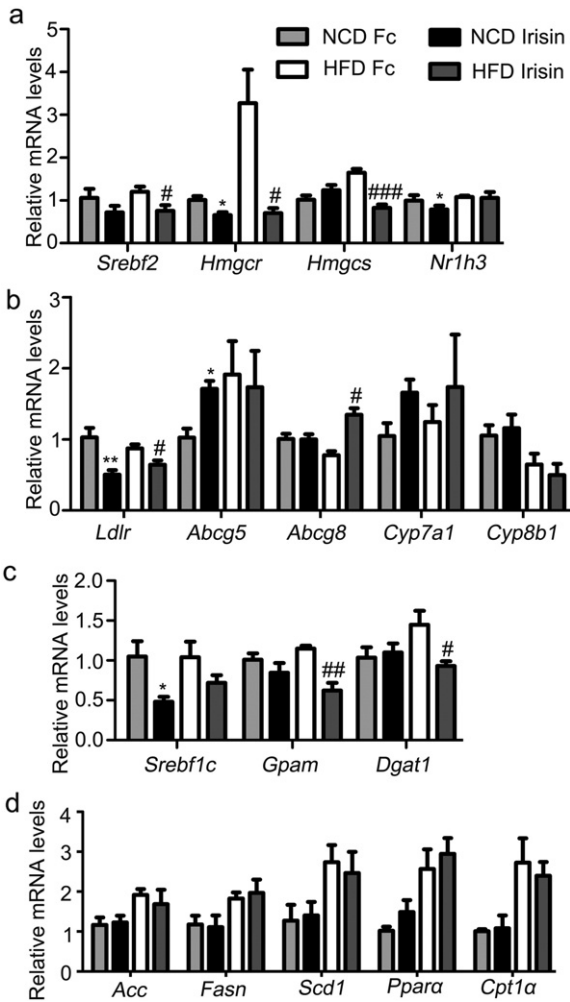 a
NCD Fc
NCD Irisin
HFD Fc
HFD Irisin
Relative mRNA levels
5
4
3
2
1
0
*
#
#
###
*
Srebf2
Hmgcr
Hmgcs
Nr1h3
b
Relative mRNA levels
3
2
1
0
**
#
*
#
Ldlr
Abcg5
Abcg8
Cyp7a1
Cyp8b1
c
Relative mRNA levels
2.0
1.5
1.0
0.5
0.0
*
##
#
Srebf1c
Gpam
Dgat1
d
Relative mRNA levels
4
3
2
1
0
Acc
Fasn
Scd1
Pparα
Cpt1α